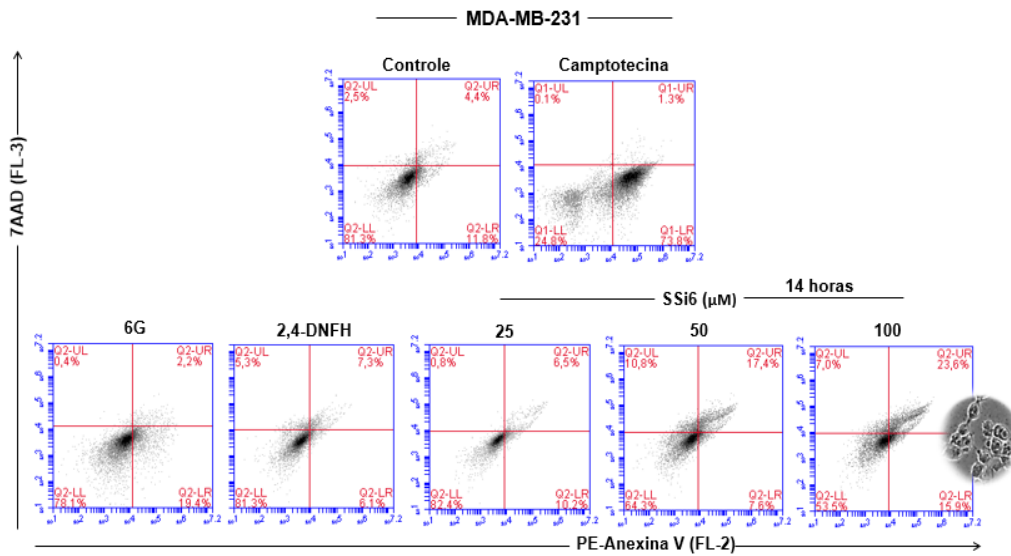 MDA-MB-231
Controle
Camptotecina
7AAD (FL-3)
Q2-UL
2,5%
Q2-UR
4,4%
Q2-LL
81,3%
Q2-LR
11,8%
Q1-UL
0.1%
Q1-UR
1.3%
Q1-LL
24.8%
Q1-LR
73.8%
SSi6 (µM)
14 horas
6G
2,4-DNFH
25
50
100
Q2-UL
0,4%
Q2-UR
2,2%
Q2-LL
78,1%
Q2-LR
19,4%
Q2-UL
5,3%
Q2-UR
7,3%
Q2-LL
81,3%
Q2-LR
6,1%
Q2-UL
0,8%
Q2-UR
6,5%
Q2-LL
82,4%
Q2-LR
10,2%
Q2-UL
10,8%
Q2-UR
17,4%
Q2-LL
64,3%
Q2-LR
7,6%
Q2-UL
7,0%
Q2-UR
23,6%
Q2-LL
53,5%
Q2-LR
15,9%
PE-Anexina V (FL-2)